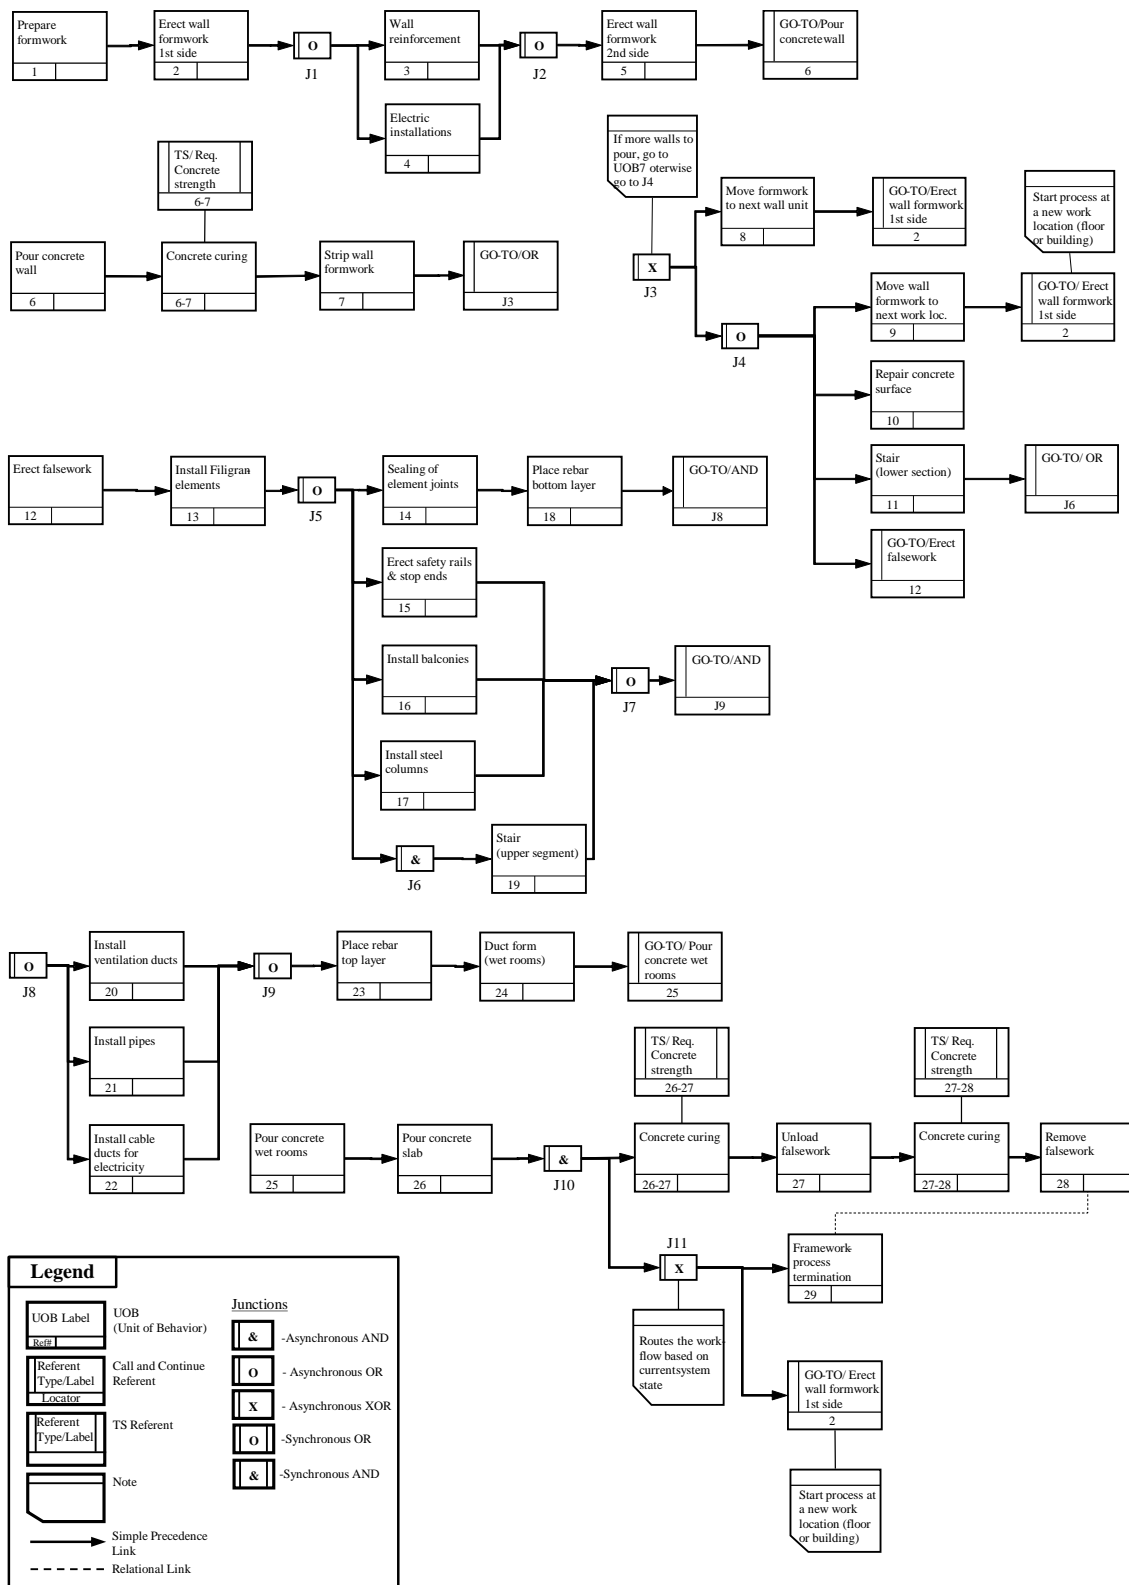 Prepare
formwork
1
Erect wall
formwork
1st side
2
O
J1
Wall
reinforcement
3
Electric
installations
4
O
J2
Erect wall
formwork
2nd side
5
GO-TO/Pour
concretewall
6
TS/ Req.
Concrete
strength
6-7
Pour concrete
wall
6
Concrete curing
6-7
Strip wall
formwork
7
GO-TO/OR
J3
If more walls to
pour, go to
UOB7 oterwise
go to J4
X
J3
Move formwork
to next wall unit
8
GO-TO/Erect
wall formwork
1st side
2
Start process at
a new work
location (floor
or building)
O
J4
Move wall
formwork to
next work loc.
9
GO-TO/ Erect
wall formwork
1st side
2
Repair concrete
surface
10
Stair
(lower section)
11
GO-TO/ OR
J6
GO-TO/Erect
falsework
12
Erect falsework
12
Install Filigran-
elements
13
O
J5
Sealing of
element joints
14
Place rebar
bottom layer
18
GO-TO/AND
J8
Erect safety rails
& stop ends
15
Install balconies
16
Install steel
columns
17
&
J6
Stair
(upper segment)
19
O
J7
GO-TO/AND
J9
O
J8
Install
ventilation ducts
20
Install pipes
21
Install cable
ducts for
electricity
22
O
J9
Place rebar
top layer
23
Duct form
(wet rooms)
24
GO-TO/ Pour
concrete wet
rooms
25
Pour concrete
wet rooms
25
Pour concrete
slab
26
&
J10
TS/ Req.
Concrete
strength
26-27
Concrete curing
26-27
Unload
falsework
27
TS/ Req.
Concrete
strength
27-28
Concrete curing
27-28
Remove
falsework
28
J11
X
Framework-
process
termination
29
Routes the work-
flow based on
currentsystem
state
GO-TO/ Erect
wall formwork
1st side
2
Start process at
a new work
location (floor
or building)
Legend
UOB Label
Ref#
UOB
(Unit of Behavior)
Referent
Type/Label
Locator
Call and Continue
Referent
Referent
Type/Label
TS Referent
Note
Simple Precedence
Link
Relational Link
Junctions
& -Asynchronous AND
O - Asynchronous OR
X - Asynchronous XOR
O -Synchronous OR
& -Synchronous AND